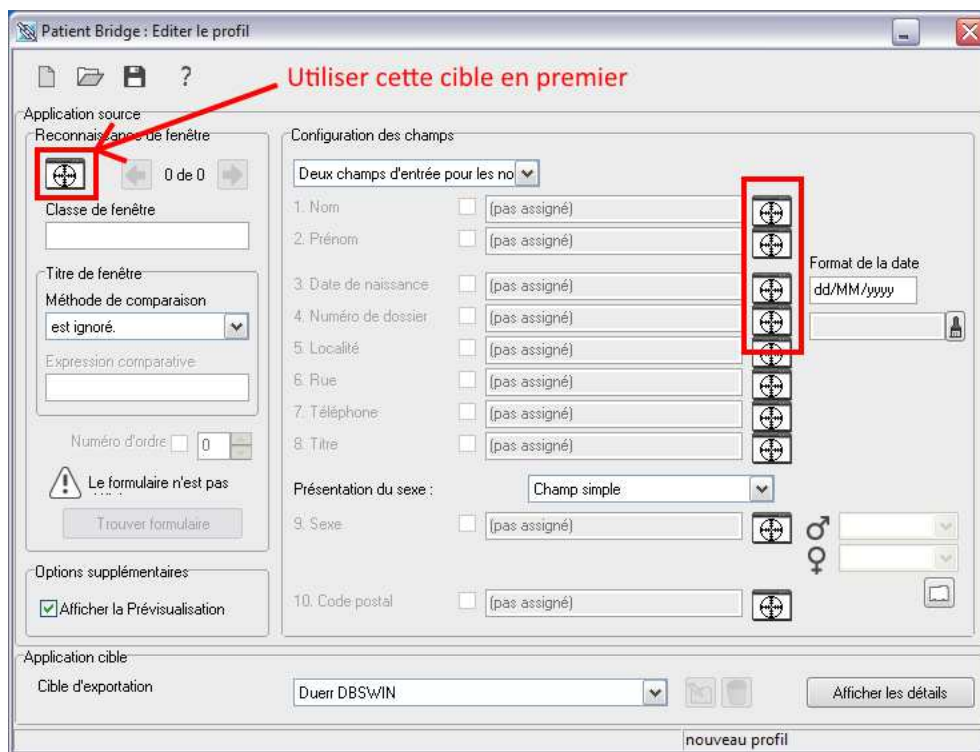 Patient Bridge : Editer le profil
?
Utiliser cette cible en premier
Application source
Reconnaissance de fenêtre
0 de 0
Classe de fenêtre
Titre de fenêtre
Méthode de comparaison
est ignoré.
Expression comparative
Numéro d'ordre
0
Le formulaire n'est pas
Trouver formulaire
Options supplémentaires
Afficher la Prévisualisation
Configuration des champs
Deux champs d'entrée pour les no
1. Nom (pas assigné)
2. Prénom (pas assigné)
3. Date de naissance (pas assigné)
4. Numéro de dossier (pas assigné)
5. Localité (pas assigné)
6. Rue (pas assigné)
7. Téléphone (pas assigné)
8. Titre (pas assigné)
Format de la date
dd/MM/yyyy
Présentation du sexe : Champ simple
9. Sexe (pas assigné)
10. Code postal (pas assigné)
Application cible
Cible d'exportation
Duerr DBSWIN
Afficher les détails
nouveau profil